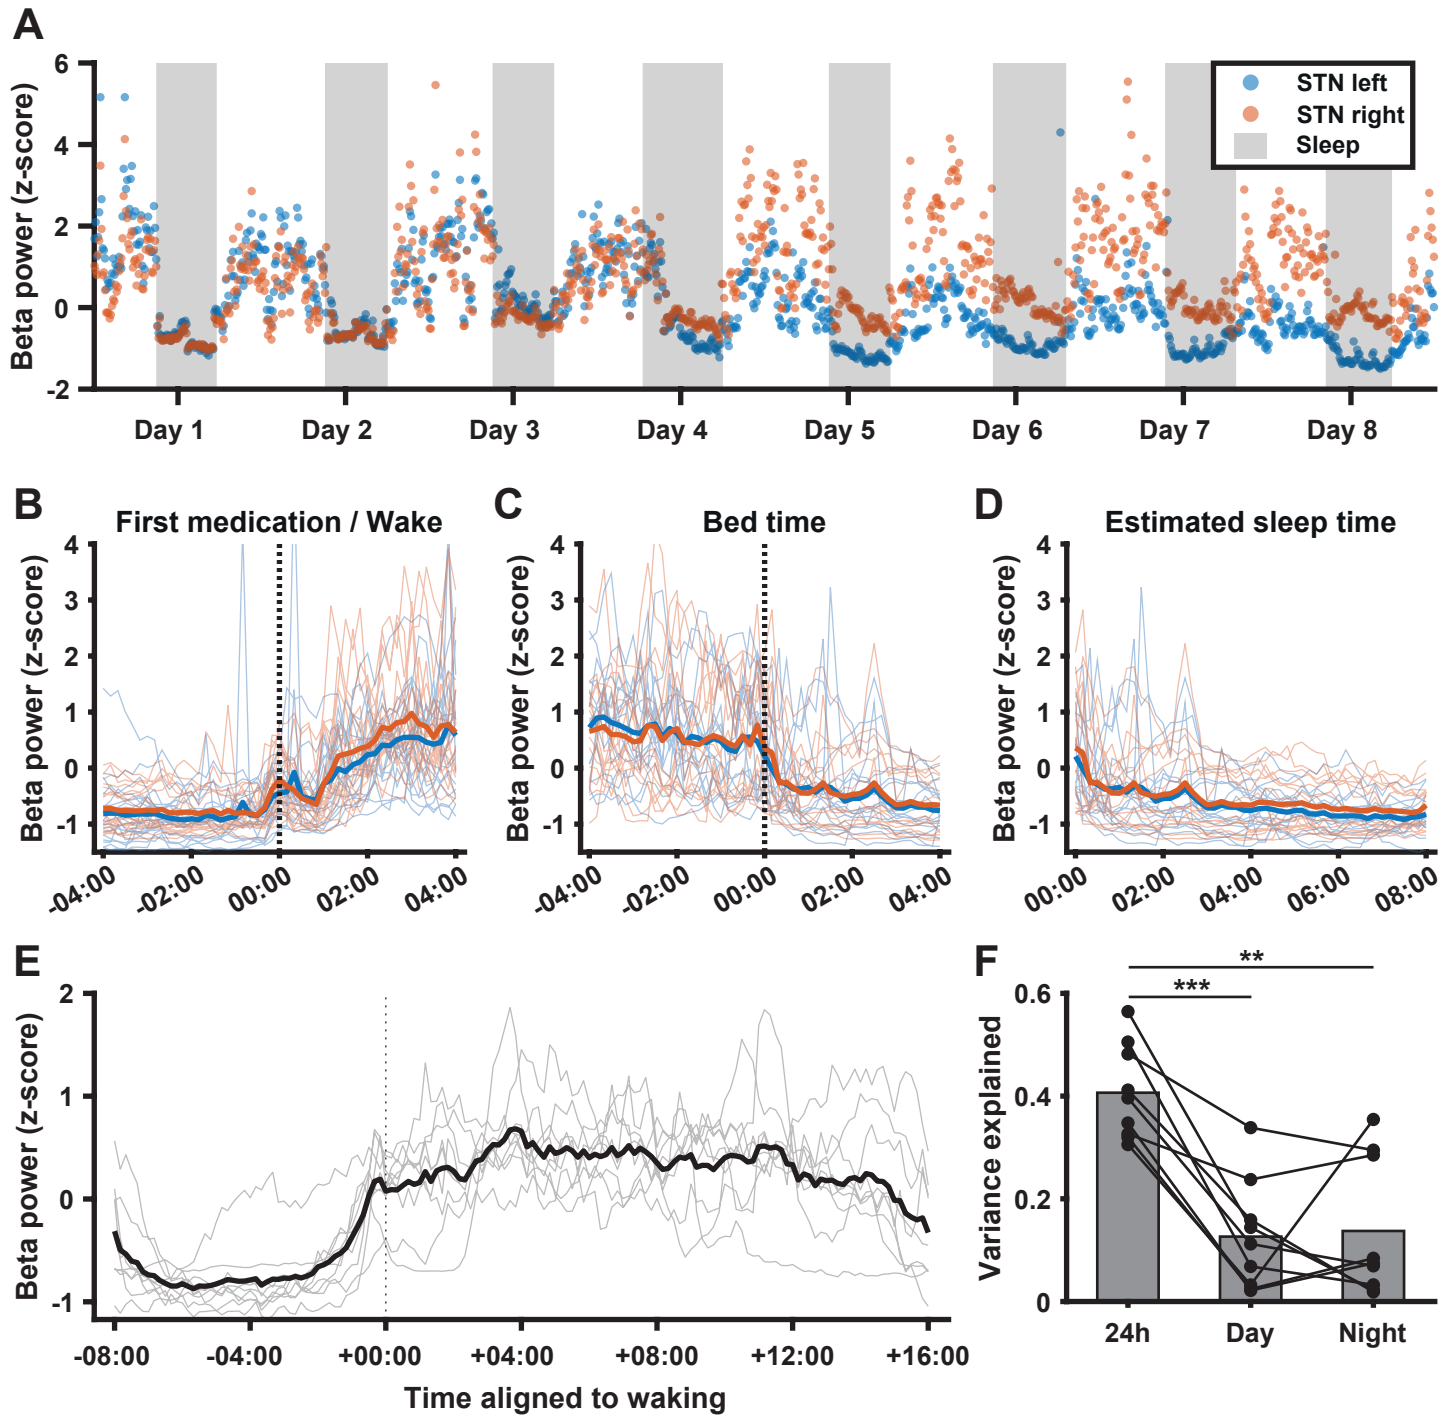 A
Beta power (z-score)
6
4
2
0
-2
STN left
STN right
Sleep
Day 1
Day 2
Day 3
Day 4
Day 5
Day 6
Day 7
Day 8
B
First medication / Wake
Beta power (z-score)
4
3
2
1
0
-1
-04:00
-02:00
00:00
02:00
04:00
C
Bed time
Beta power (z-score)
4
3
2
1
0
-1
-04:00
-02:00
00:00
02:00
04:00
D
Estimated sleep time
Beta power (z-score)
4
3
2
1
0
-1
00:00
02:00
04:00
06:00
08:00
E
Beta power (z-score)
2
1
0
-1
-08:00
-04:00
+00:00
+04:00
+08:00
+12:00
+16:00
Time aligned to waking
F
Variance explained
0.6
0.4
0.2
0
**
***
24h
Day
Night